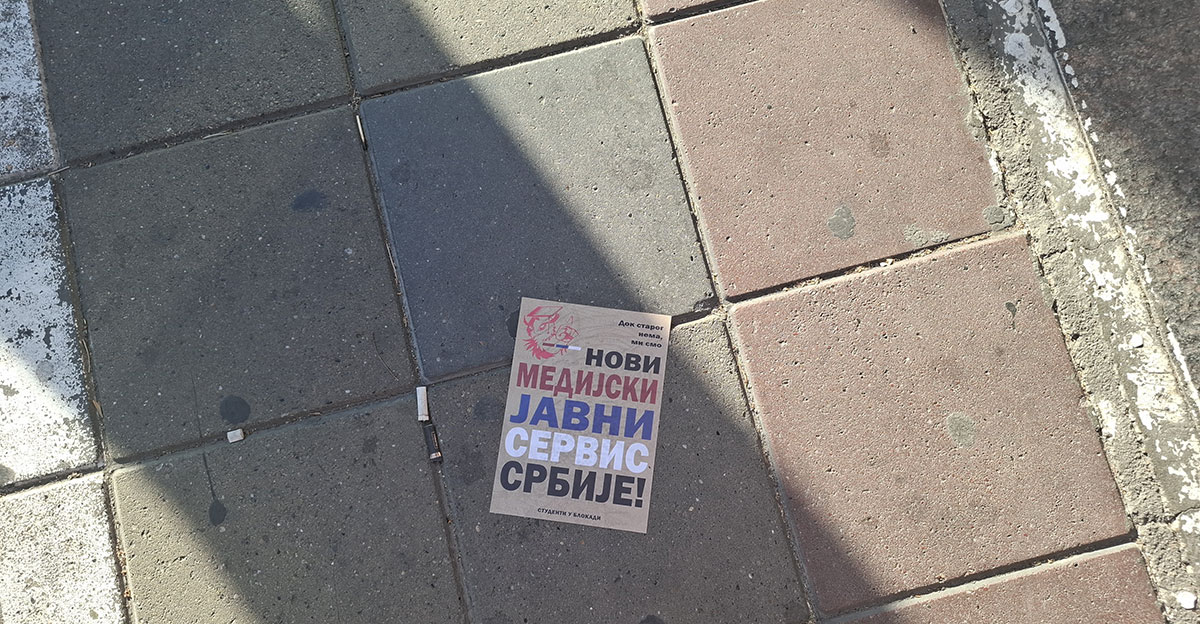 Док старог
нема,
ми смо
НОВИ
МЕДИЈСКИ
ЈАВНИ
СЕРВИС
СРБИЈЕ!
СТУДЕНТИ У БЛОКАДИ